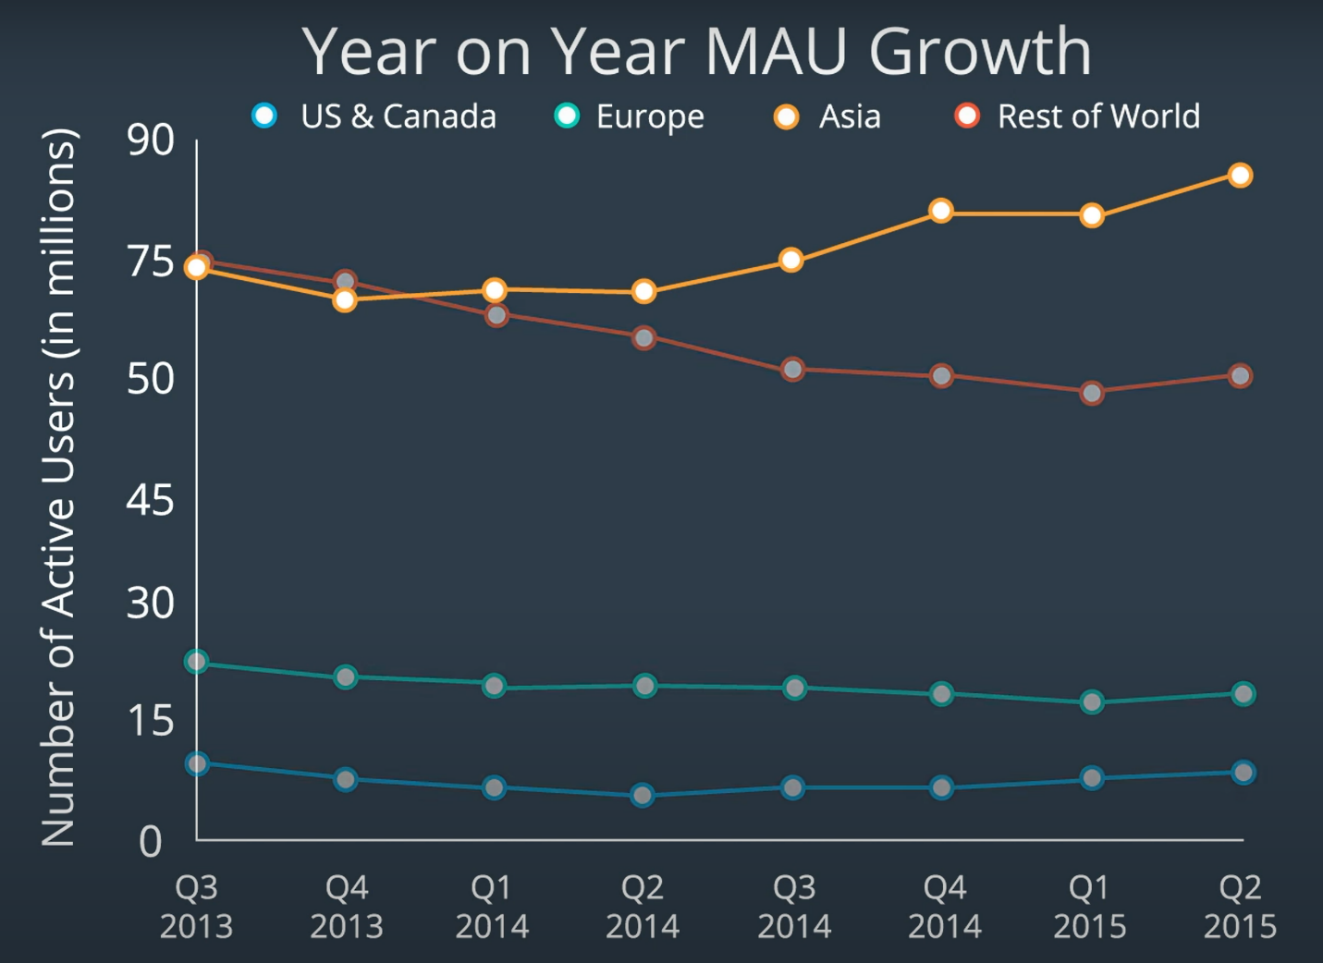 Year on Year MAU Growth
US & Canada
Europe
Asia
Rest of World
Number of Active Users (in millions)
90
75
50
45
30
15
0
Q3 2013
Q4 2013
Q1 2014
Q2 2014
Q3 2014
Q4 2014
Q1 2015
Q2 2015